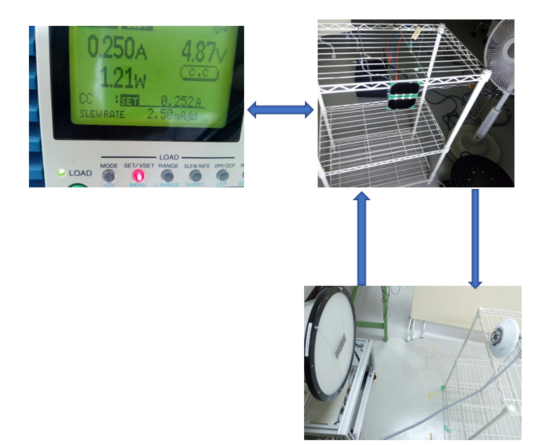 0.250A 4.87V
1.21W C.C
CC :SET 0.252A
SLEWRATE 2.50mA/µs
LOAD
LOAD MODE SET/VSET RANGE SLEW RATE OPP/OCP